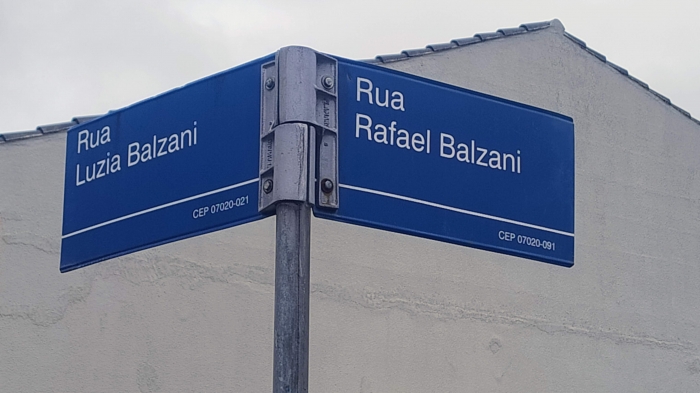 Rua
Luzia Balzani
CEP 07020-021
Rua
Rafael Balzani
CEP 07020-091